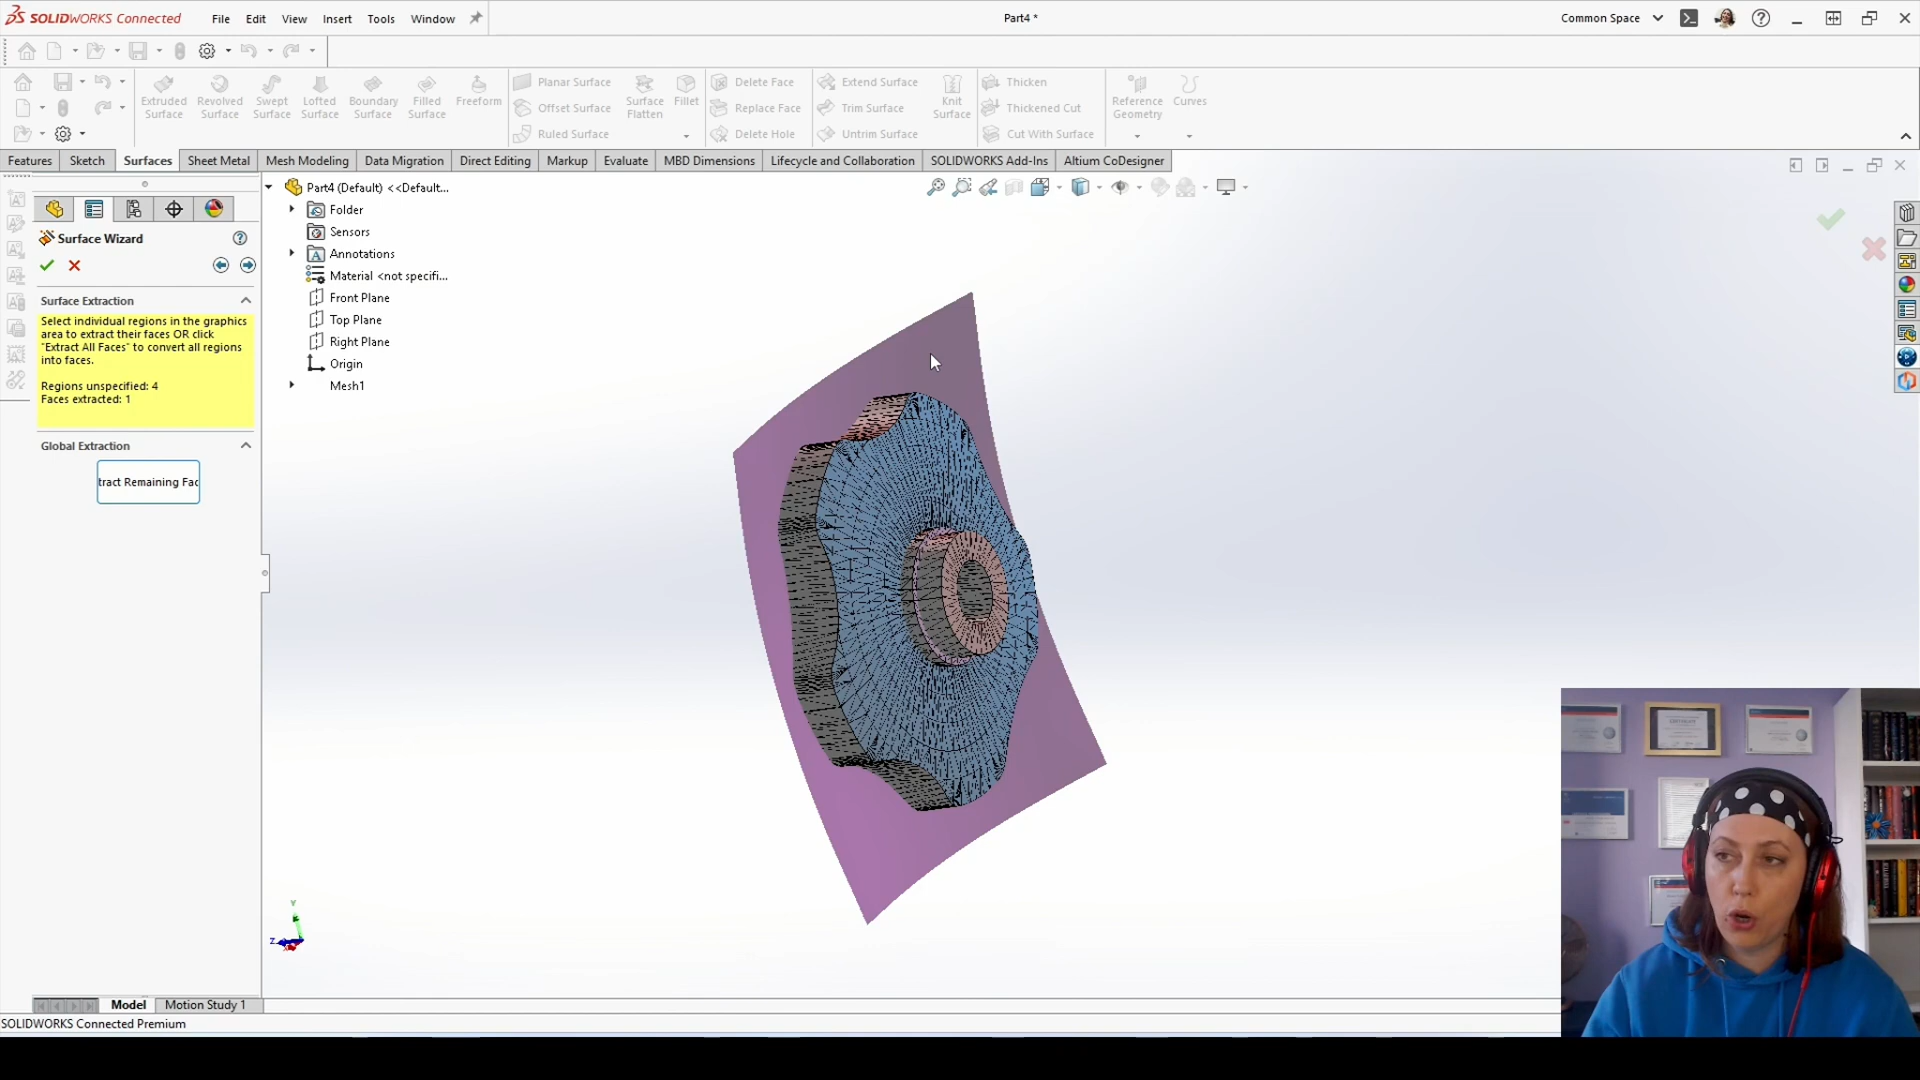 SOLIDWORKS Connected
File
Edit
View
Insert
Tools
Window
Part4 *
Common Space
Extruded Surface
Revolved Surface
Swept Surface
Lofted Surface
Boundary Surface
Filled Surface
Freeform
Planar Surface
Offset Surface
Ruled Surface
Surface Flatten
Fillet
Delete Face
Replace Face
Delete Hole
Extend Surface
Trim Surface
Untrim Surface
Knit Surface
Thicken
Thickened Cut
Cut With Surface
Reference Geometry
Curves
Features
Sketch
Surfaces
Sheet Metal
Mesh Modeling
Data Migration
Direct Editing
Markup
Evaluate
MBD Dimensions
Lifecycle and Collaboration
SOLIDWORKS Add-Ins
Altium CoDesigner
Surface Wizard
Surface Extraction
Select individual regions in the graphics
area to extract their faces OR click
"Extract All Faces" to convert all regions
into faces.
Regions unspecified: 4
Faces extracted: 1
Global Extraction
tract Remaining Fac
Part4 (Default) <<Default...
Folder
Sensors
Annotations
Material <not specifi...
Front Plane
Top Plane
Right Plane
Origin
Mesh1
Y
Z
Model
Motion Study 1
SOLIDWORKS Connected Premium